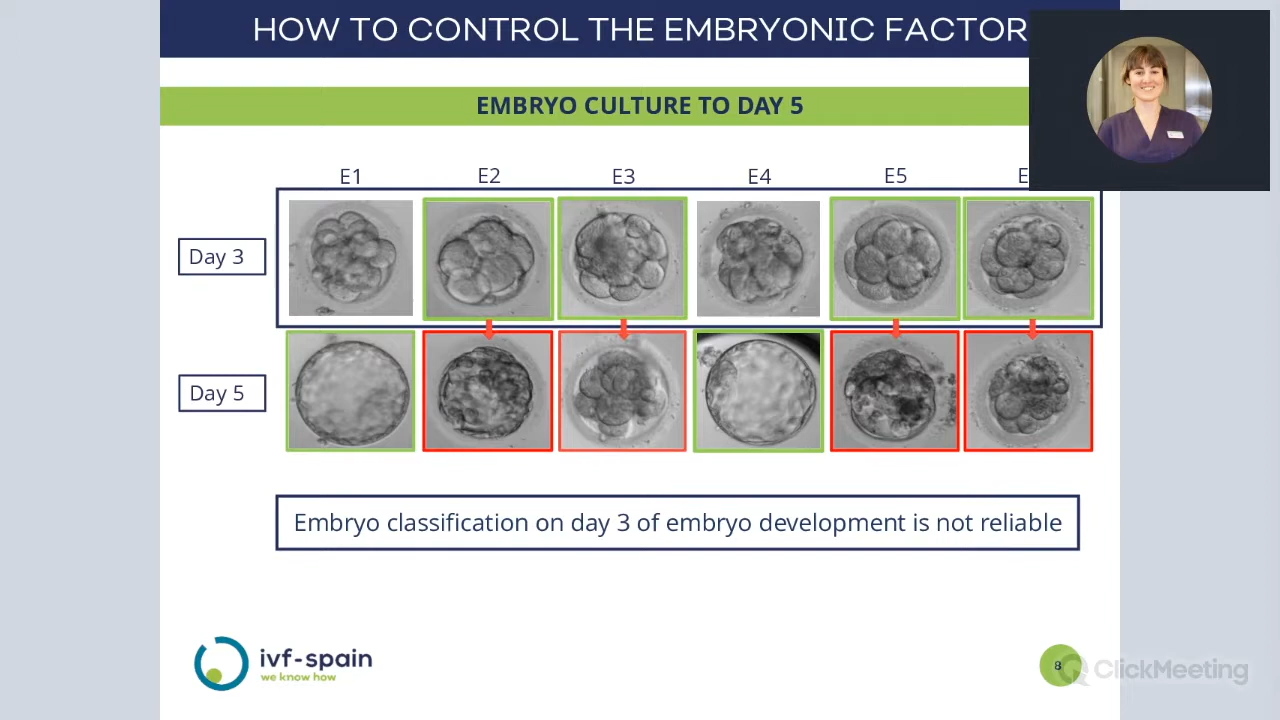 HOW TO CONTROL THE EMBRYONIC FACTOR
EMBRYO CULTURE TO DAY 5
E1 E2 E3 E4 E5 E
Day 3
Day 5
Embryo classification on day 3 of embryo development is not reliable
ivf-spain
we know how
8
ClickMeeting